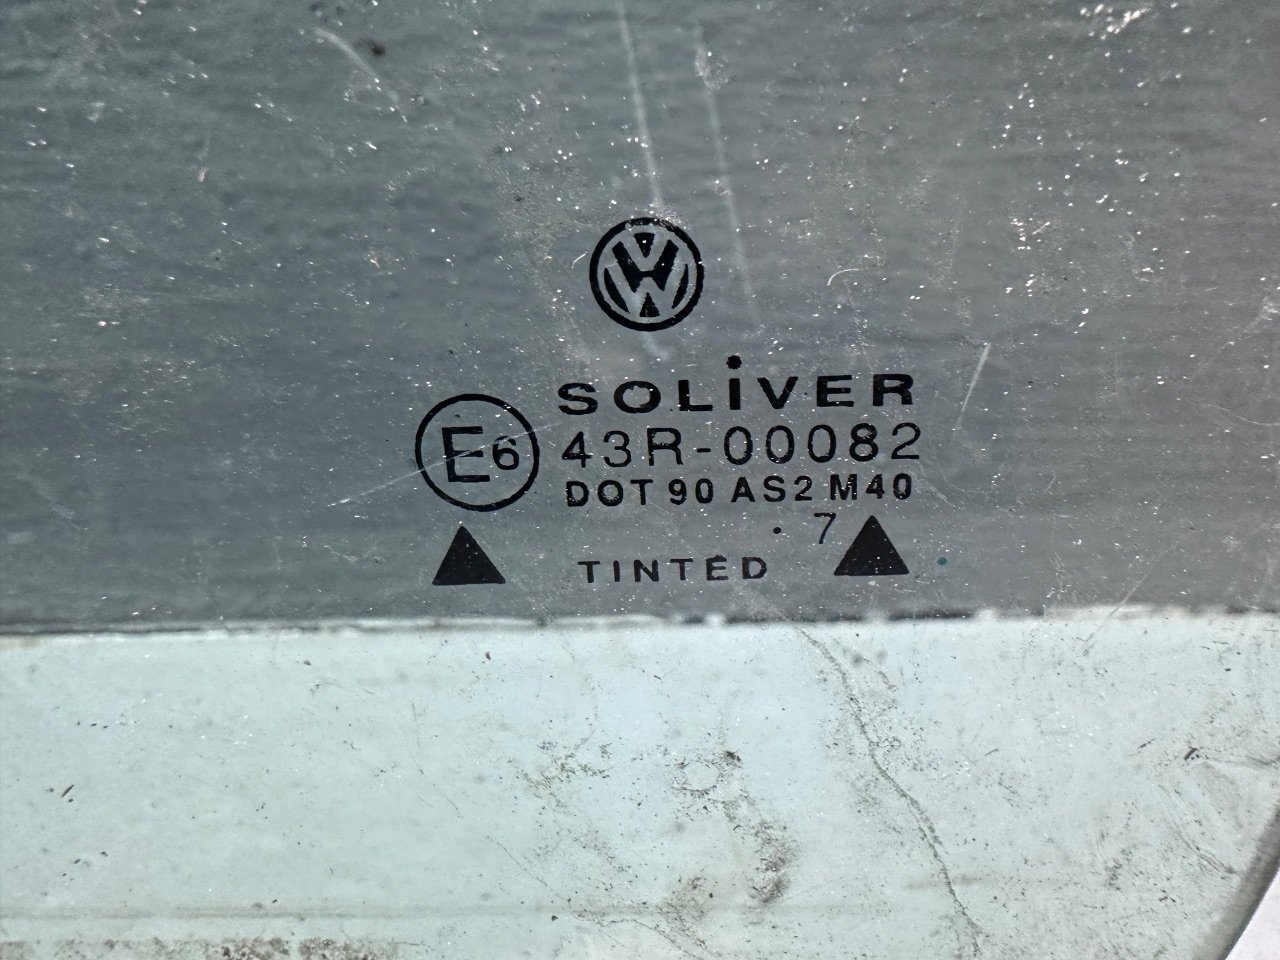 SOLiVER
E6
43R-00082
DOT 90 AS2 M40
. 7
TINTED